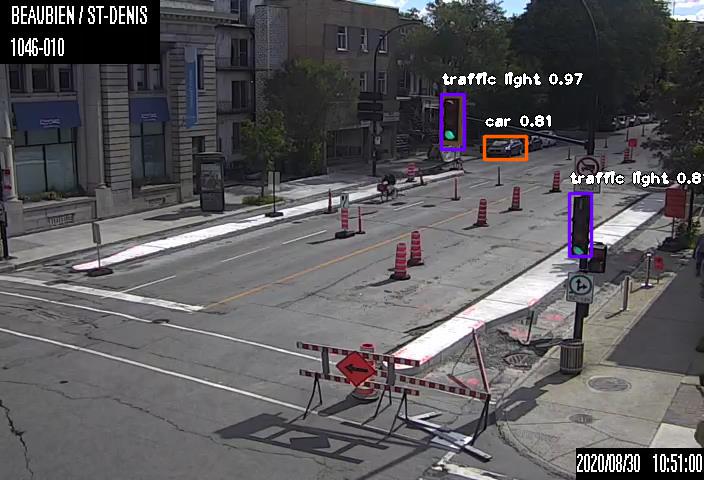 BEAUBIEN / ST-DENIS
1046-010
traffic light 0.97
car 0.81
traffic light 0.8
2020/08/30 10:51:00